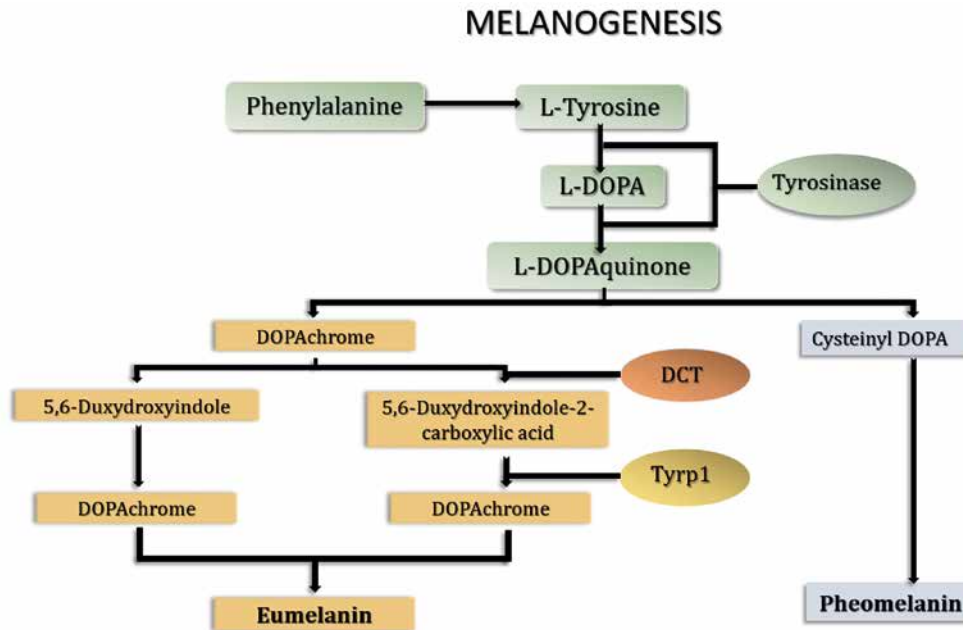 MELANOGENESIS
Phenylalanine
L-Tyrosine
L-DOPA
Tyrosinase
L-DOPAquinone
DOPAchrome
Cysteinyl DOPA
DCT
5,6-Duxydroxyindole
5,6-Duxydroxyindole-2-
carboxylic acid
Tyrp1
DOPAchrome
DOPAchrome
Eumelanin
Pheomelanin